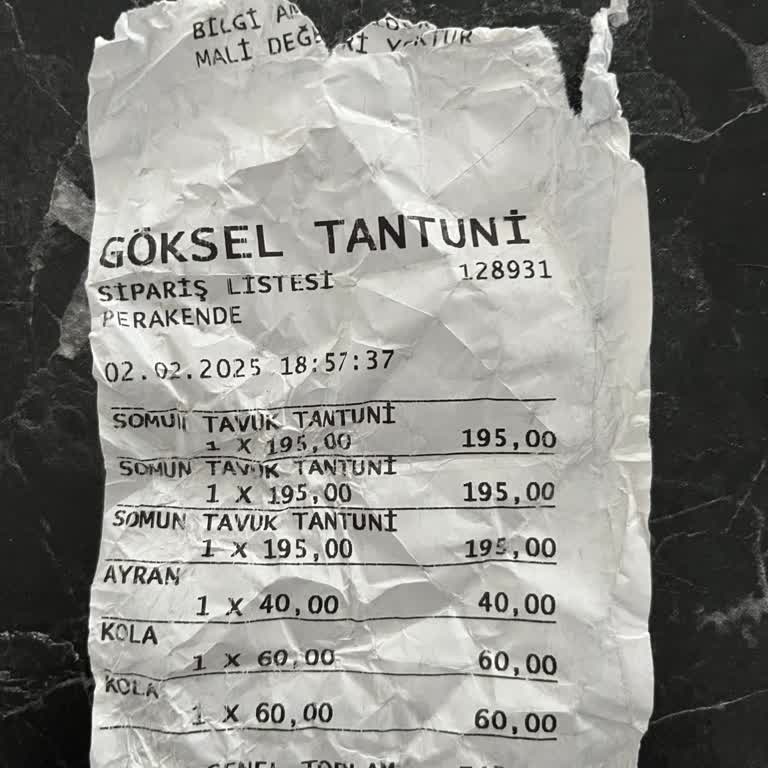 BİLGİ
MALİ
GÖKSEL TANTUNİ
SİPARİŞ LİSTESİ 128931
PERAKENDE
02.02.2025 18:57:37
SOMUN TAVUK TANTUNİ
1 X 195,00 195,00
SOMUN TAVUK TANTUNİ
1 X 195,00 195,00
SOMUN TAVUK TANTUNİ
1 X 195,00 195,00
AYRAN
1 X 40,00 40,00
KOLA
1 X 60,00 60,00
KOLA
1 X 60,00 60,00
GENEL TOPLAM